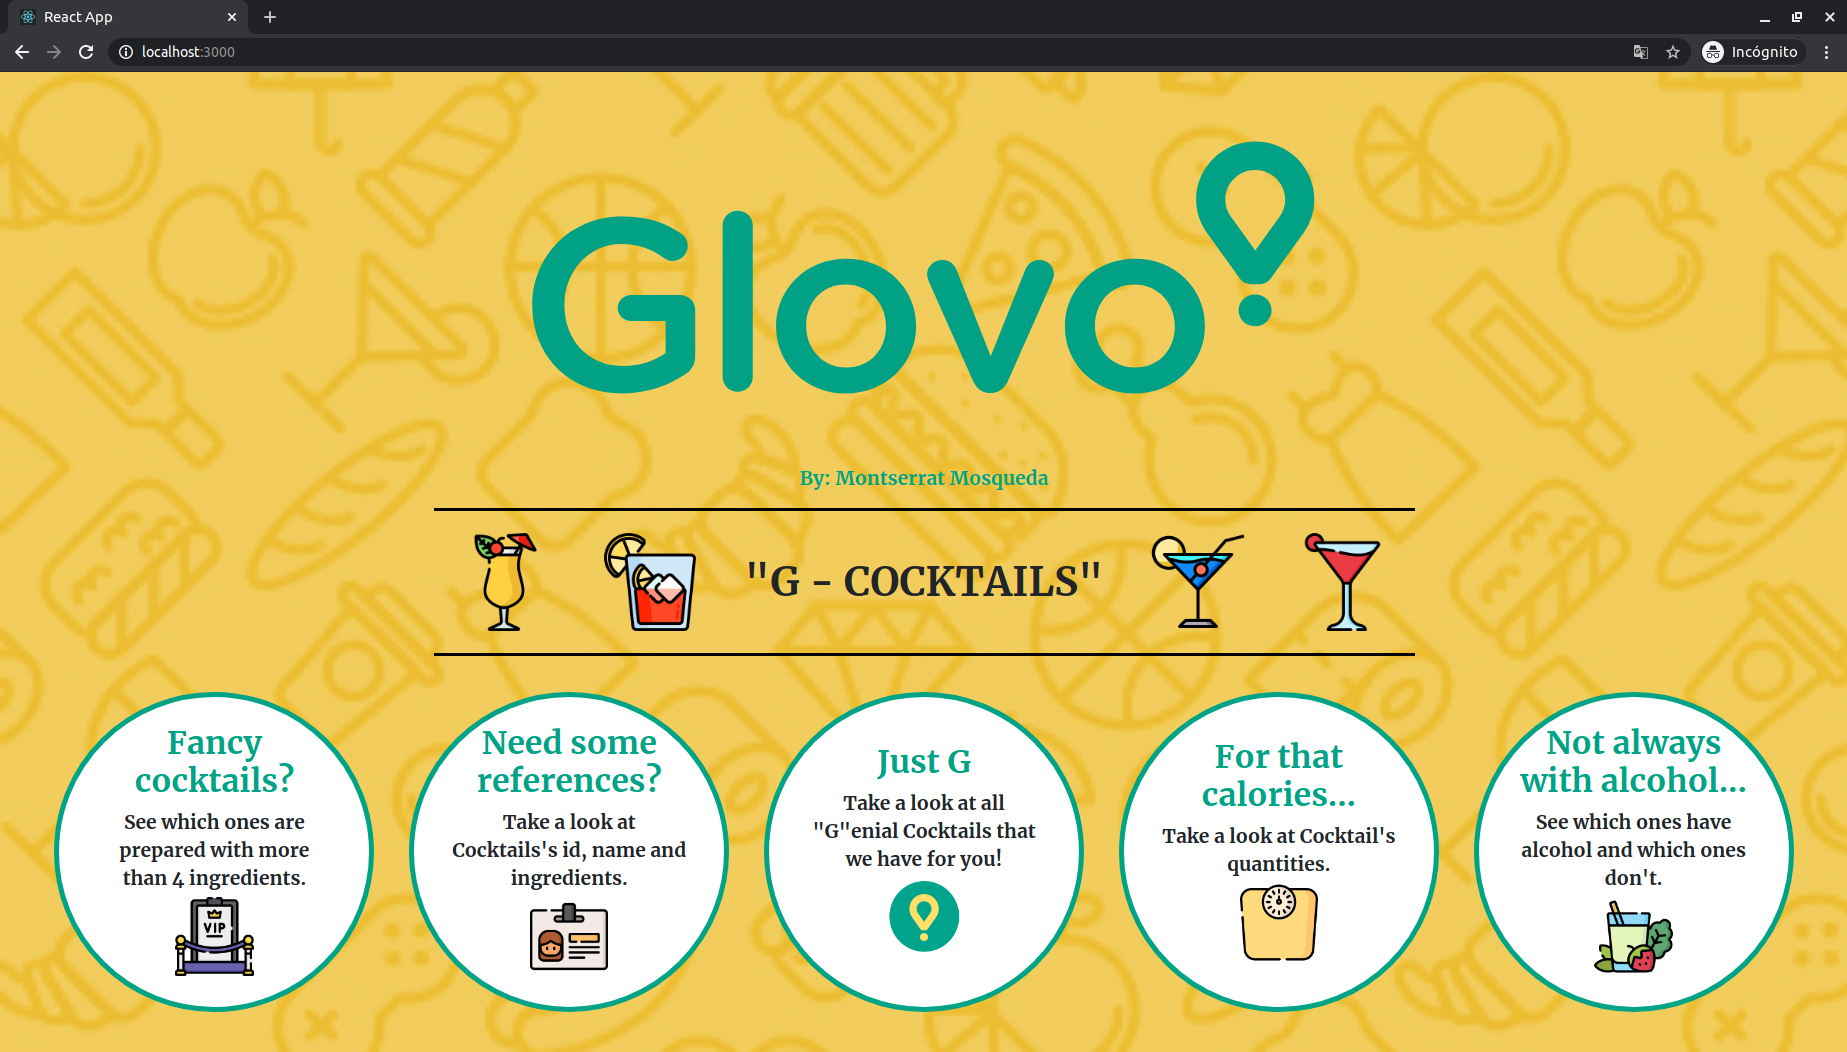 React App
localhost:3000
Incógnito
Glovo
By: Montserrat Mosqueda
"G - COCKTAILS"
Fancy
cocktails?
See which ones are
prepared with more
than 4 ingredients.
VIP
Need some
references?
Take a look at
Cocktails's id, name and
ingredients.
Just G
Take a look at all
"G"enial Cocktails that
we have for you!
For that
calories...
Take a look at Cocktail's
quantities.
Not always
with alcohol...
See which ones have
alcohol and which ones
don't.